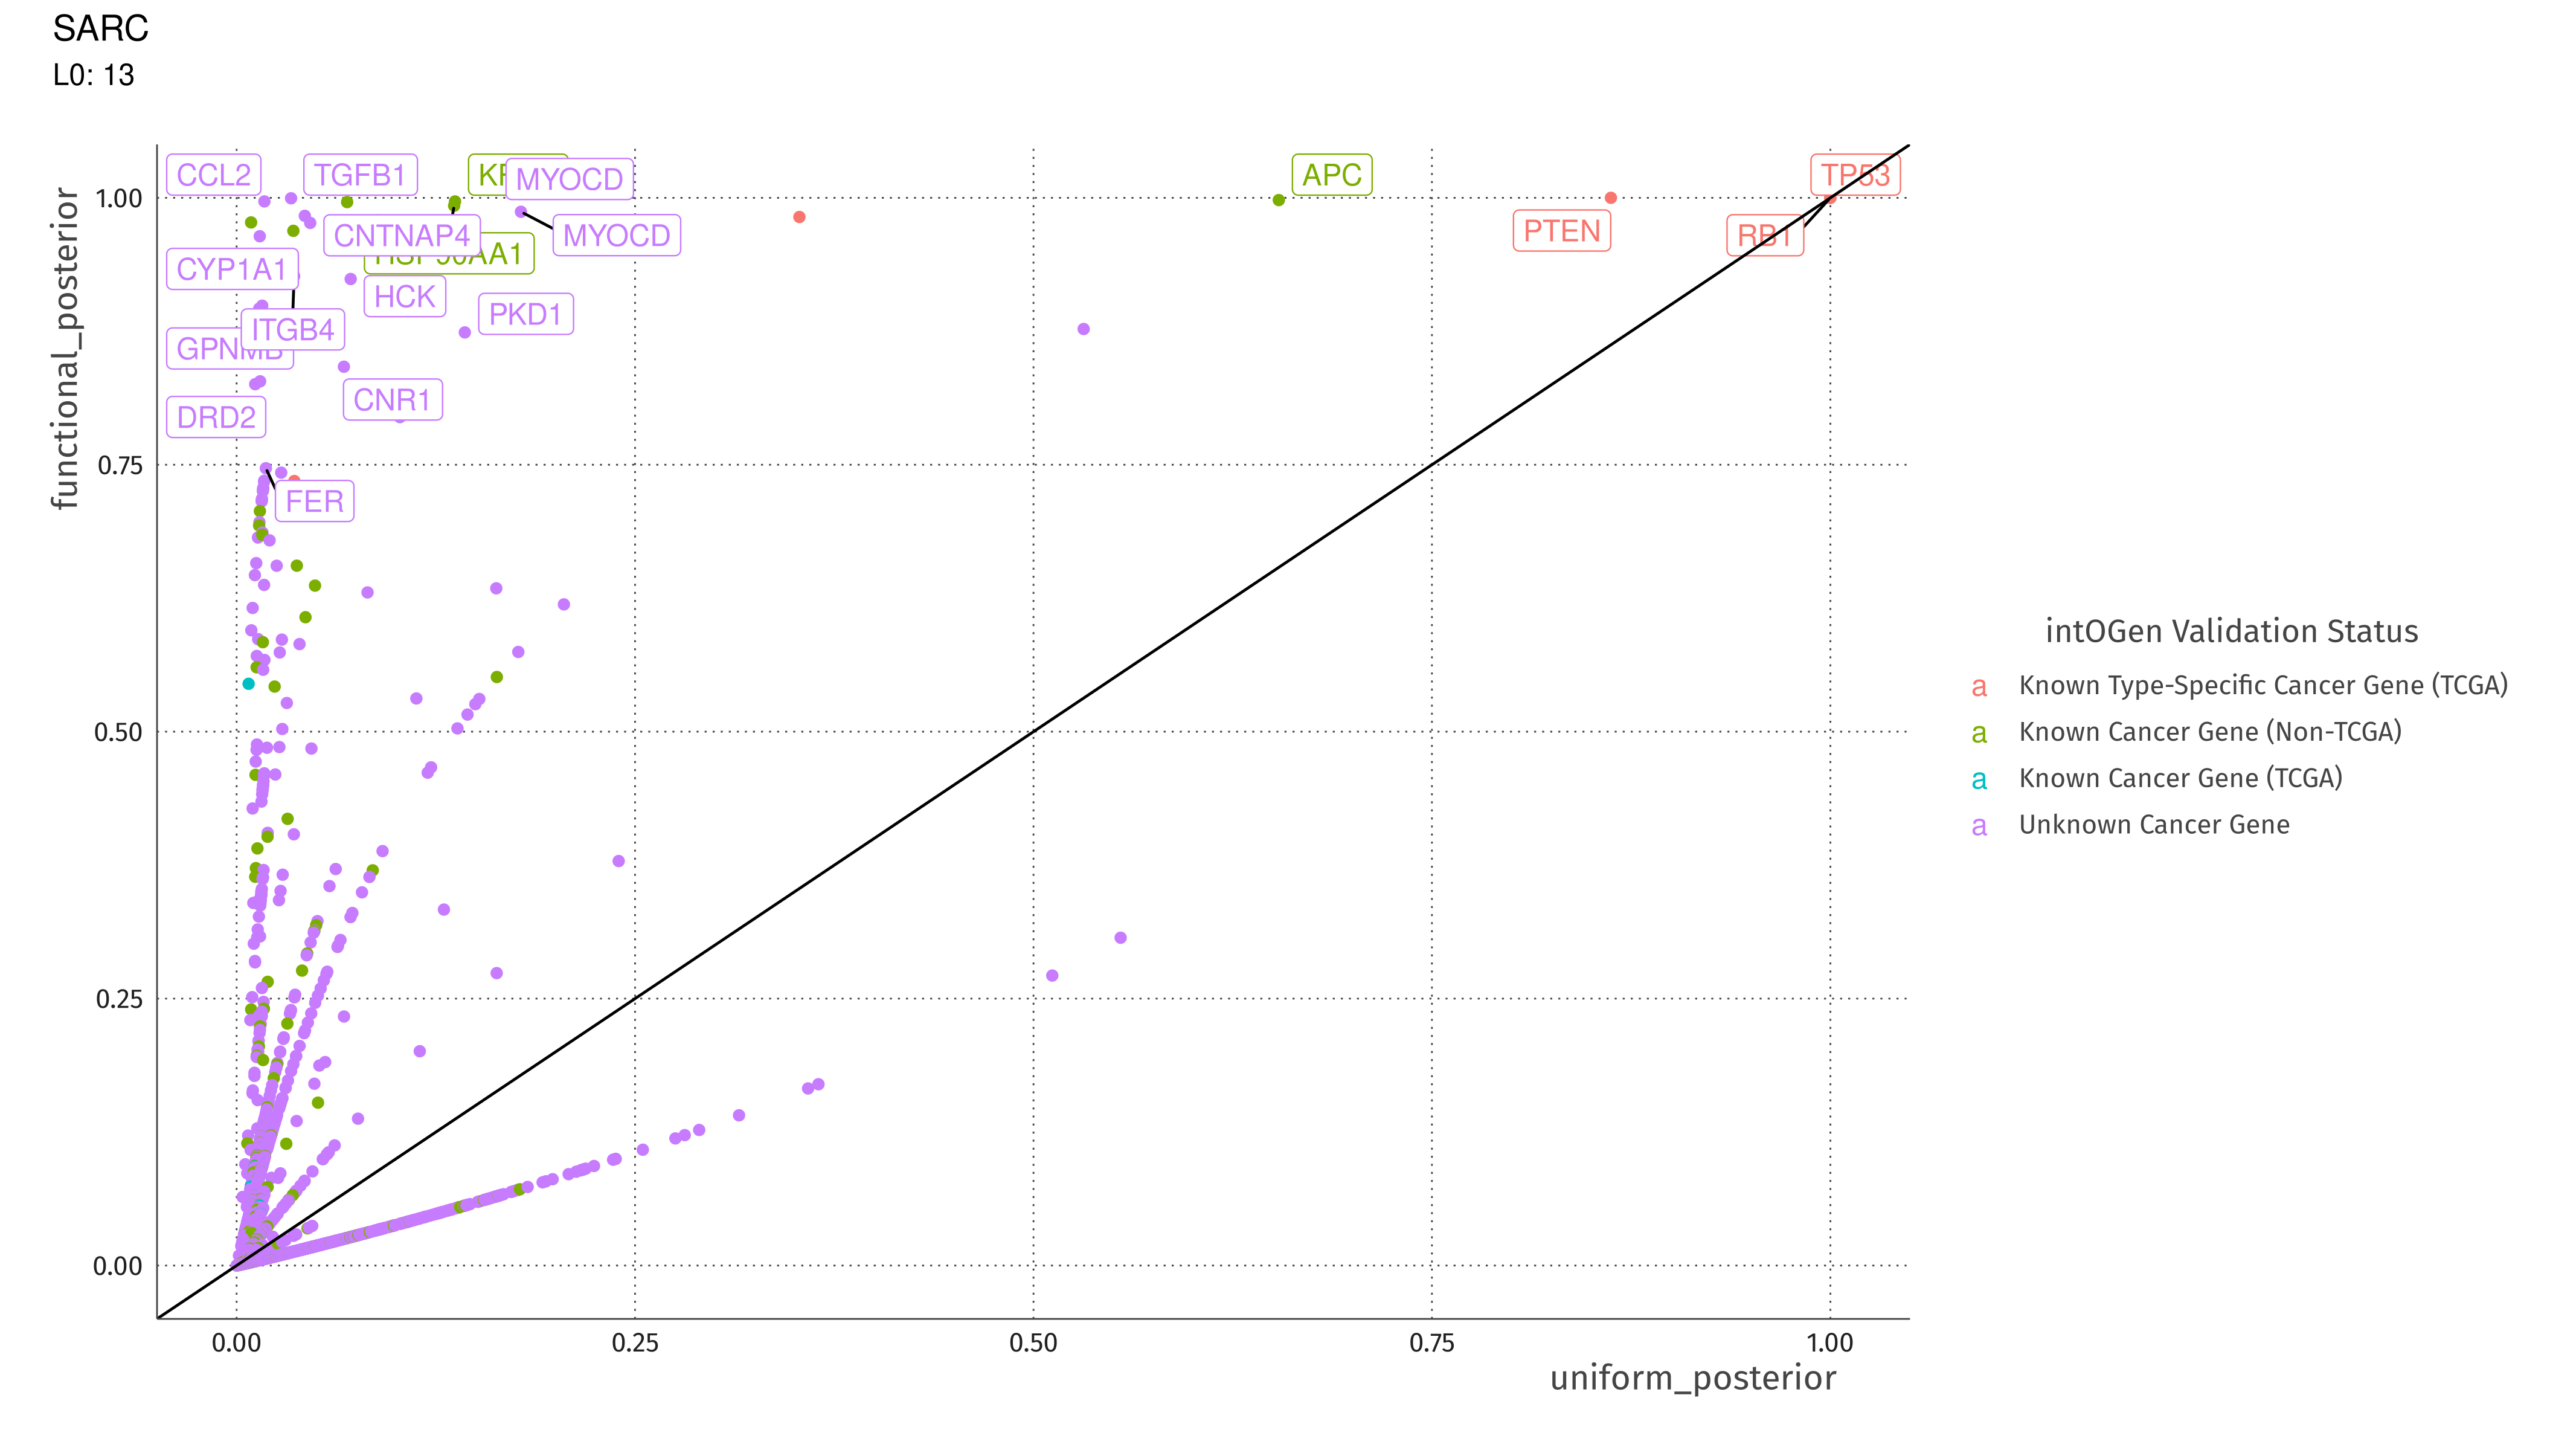 SARC
L0: 13
functional_posterior
1.00
0.75
0.50
0.25
0.00
CCL2
TGFB1
MYOCD
APC
TP53
CNTNAP4
MYOCD
PTEN
RB1
CYP1A1
HCK
PKD1
ITGB4
GPNMB
CNR1
DRD2
FER
0.00
0.25
0.50
0.75
1.00
uniform_posterior
intOGen Validation Status
a Known Type-Specific Cancer Gene (TCGA)
a Known Cancer Gene (Non-TCGA)
a Known Cancer Gene (TCGA)
a Unknown Cancer Gene